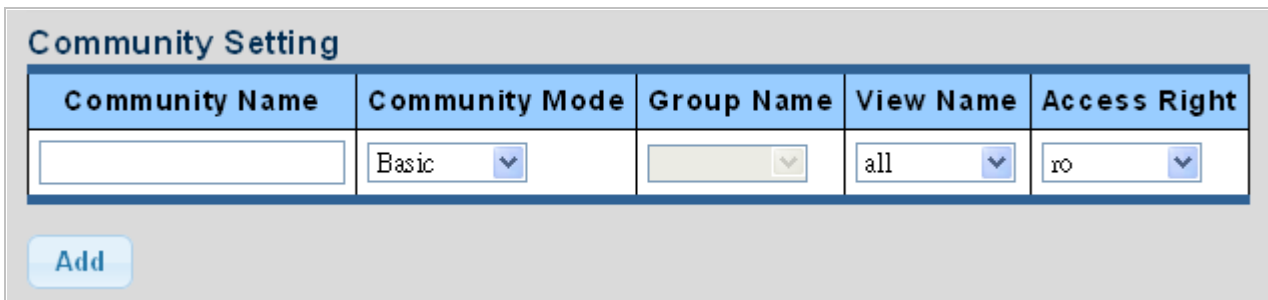 Community Setting
Community Name Community Mode Group Name View Name Access Right
Basic all ro
Add